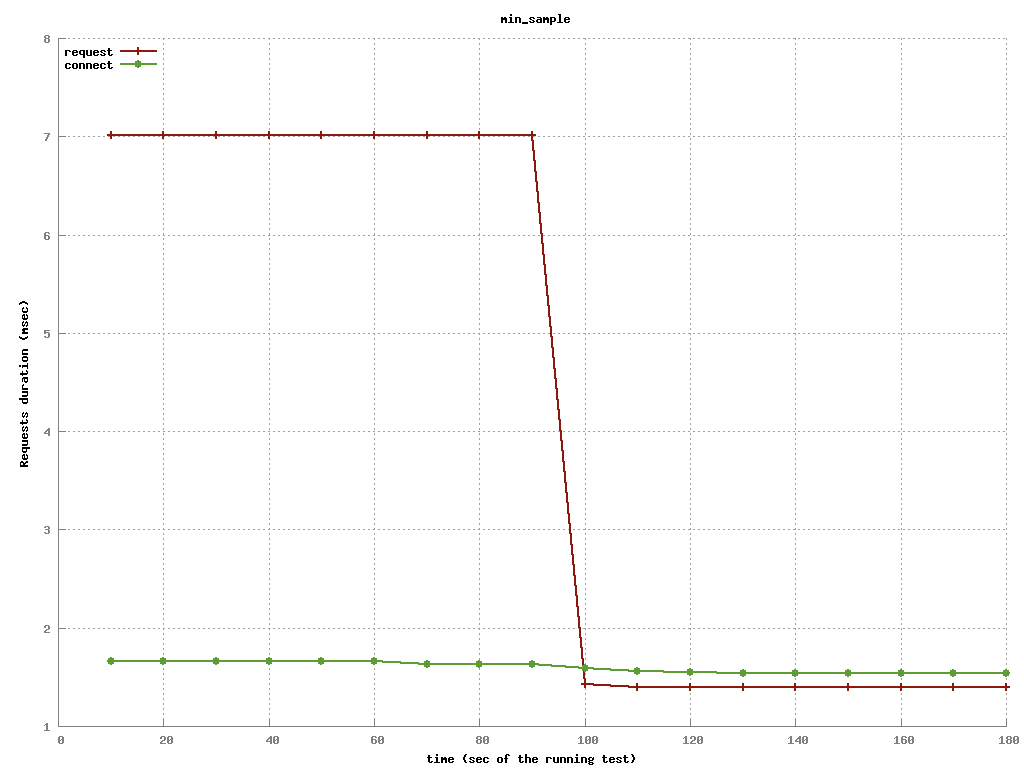 min_sample
request
connect
8
7
6
5
4
3
2
1
Requests duration (msec)
0 20 40 60 80 100 120 140 160 180
time (sec of the running test)